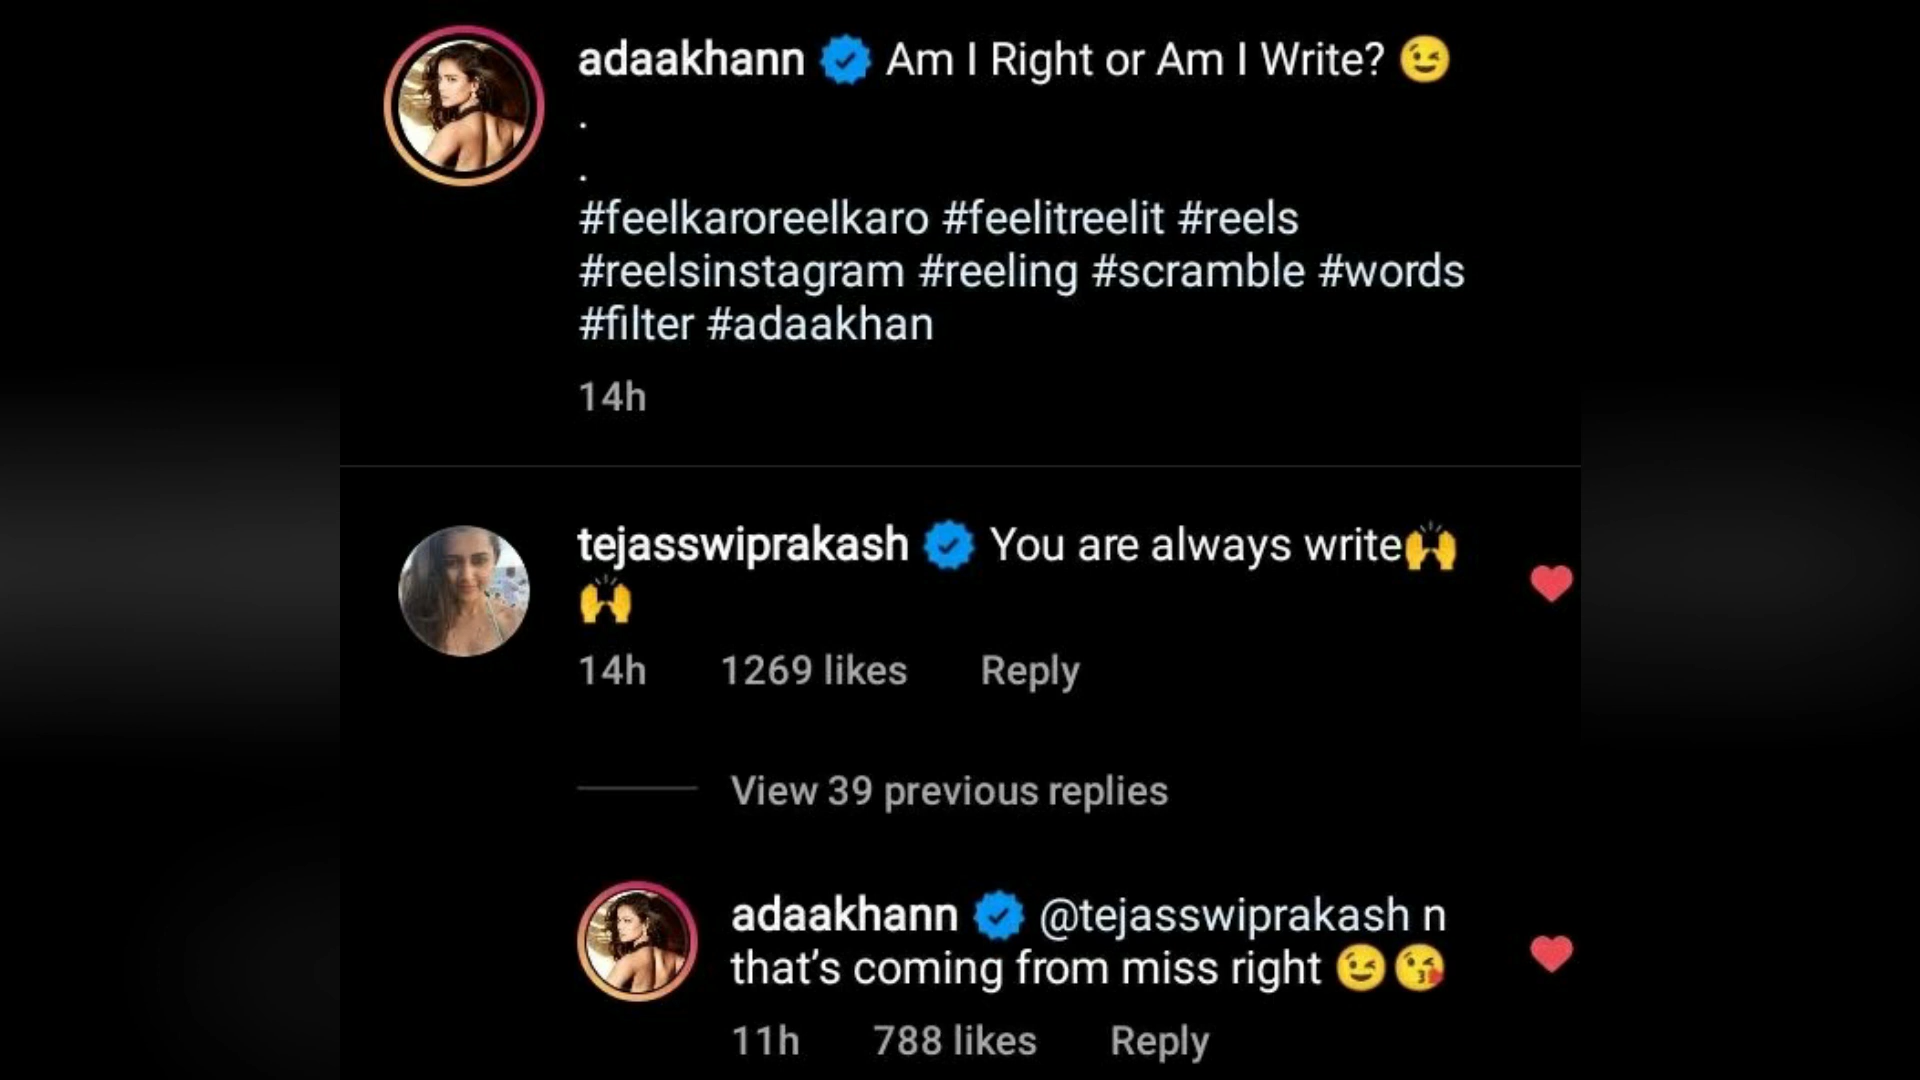 adaakhann Am I Right or Am I Write? 😉
.
.
#feelkaroreelkaro #feelitreelit #reels
#reelsinstagram #reeling #scramble #words
#filter #adaakhan
14h
tejasswiprakash You are always write🙌
🙌
14h 1269 likes Reply
View 39 previous replies
adaakhann @tejasswiprakash n
that’s coming from miss right 😉😘
11h 788 likes Reply